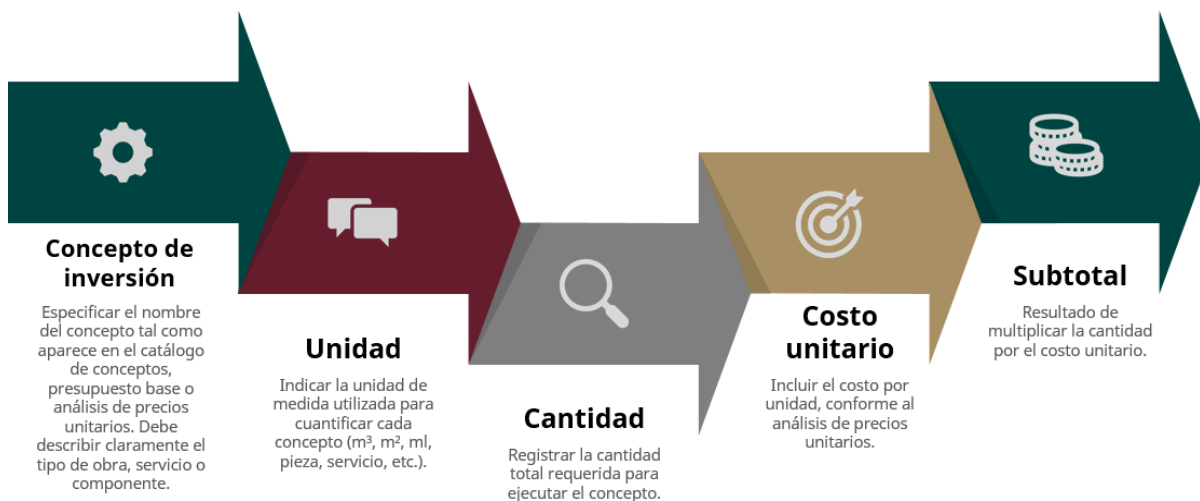 Concepto de
inversión
Especificar el nombre
del concepto tal como
aparece en el catálogo
de conceptos,
presupuesto base o
análisis de precios
unitarios. Debe
describir claramente el
tipo de obra, servicio o
componente.
Unidad
Indicar la unidad de
medida utilizada para
cuantificar cada
concepto (m³, m², ml,
pieza, servicio, etc.).
Cantidad
Registrar la cantidad
total requerida para
ejecutar el concepto.
Costo
unitario
Incluir el costo por
unidad, conforme al
análisis de precios
unitarios.
Subtotal
Resultado de
multiplicar la cantidad
por el costo unitario.